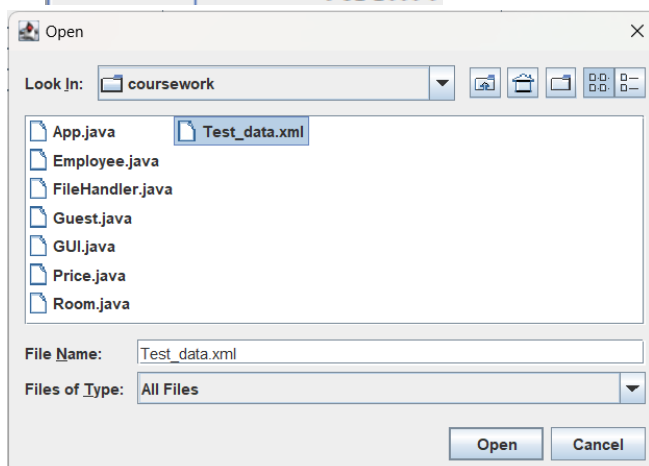 Open
Look In: coursework
App.java Test_data.xml
Employee.java
FileHandler.java
Guest.java
GUI.java
Price.java
Room.java
File Name: Test_data.xml
Files of Type: All Files
Open Cancel